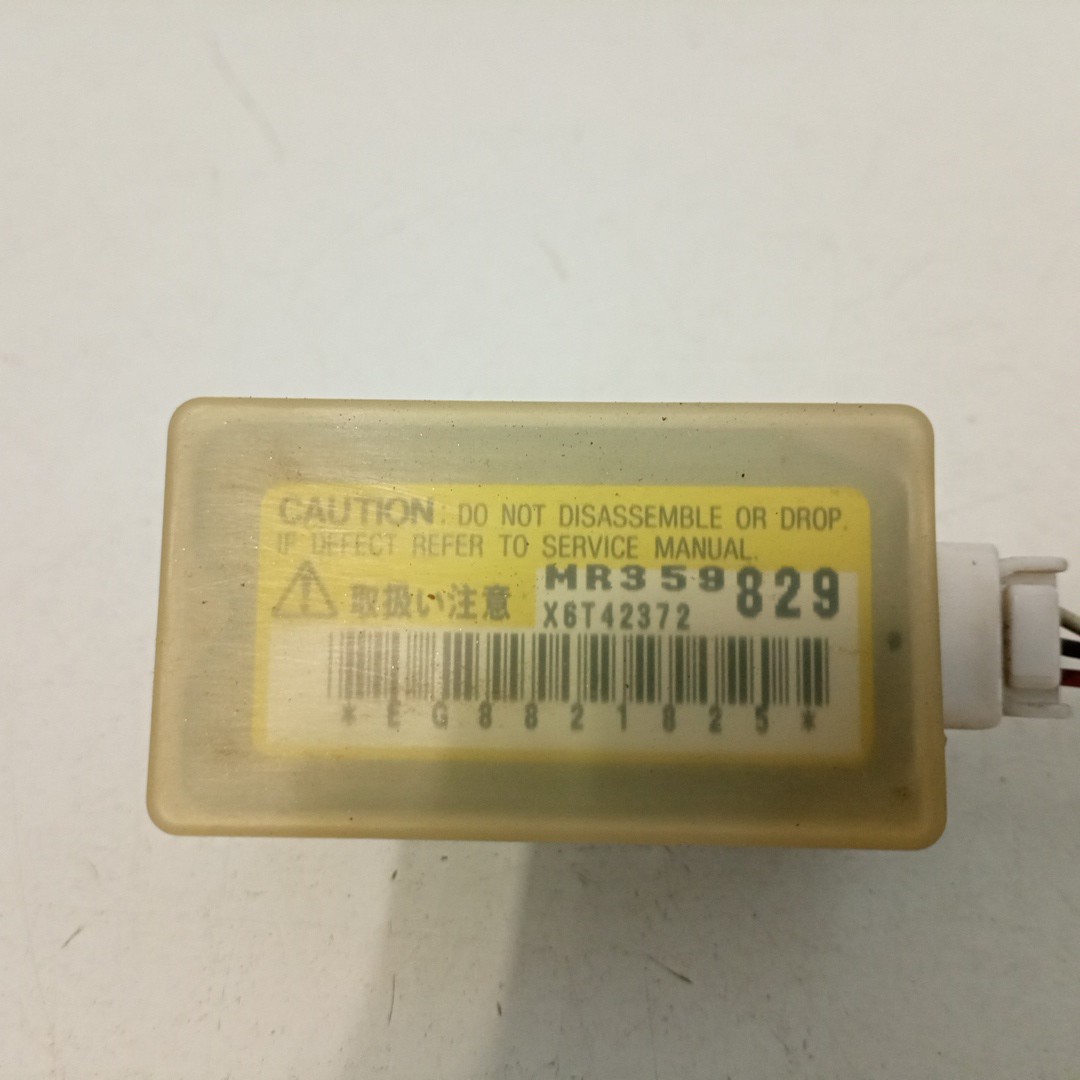 CAUTION: DO NOT DISASSEMBLE OR DROP.
IF DEFECT REFER TO SERVICE MANUAL.
取扱い注意
MR359829
X6T42372
*EG8821825*